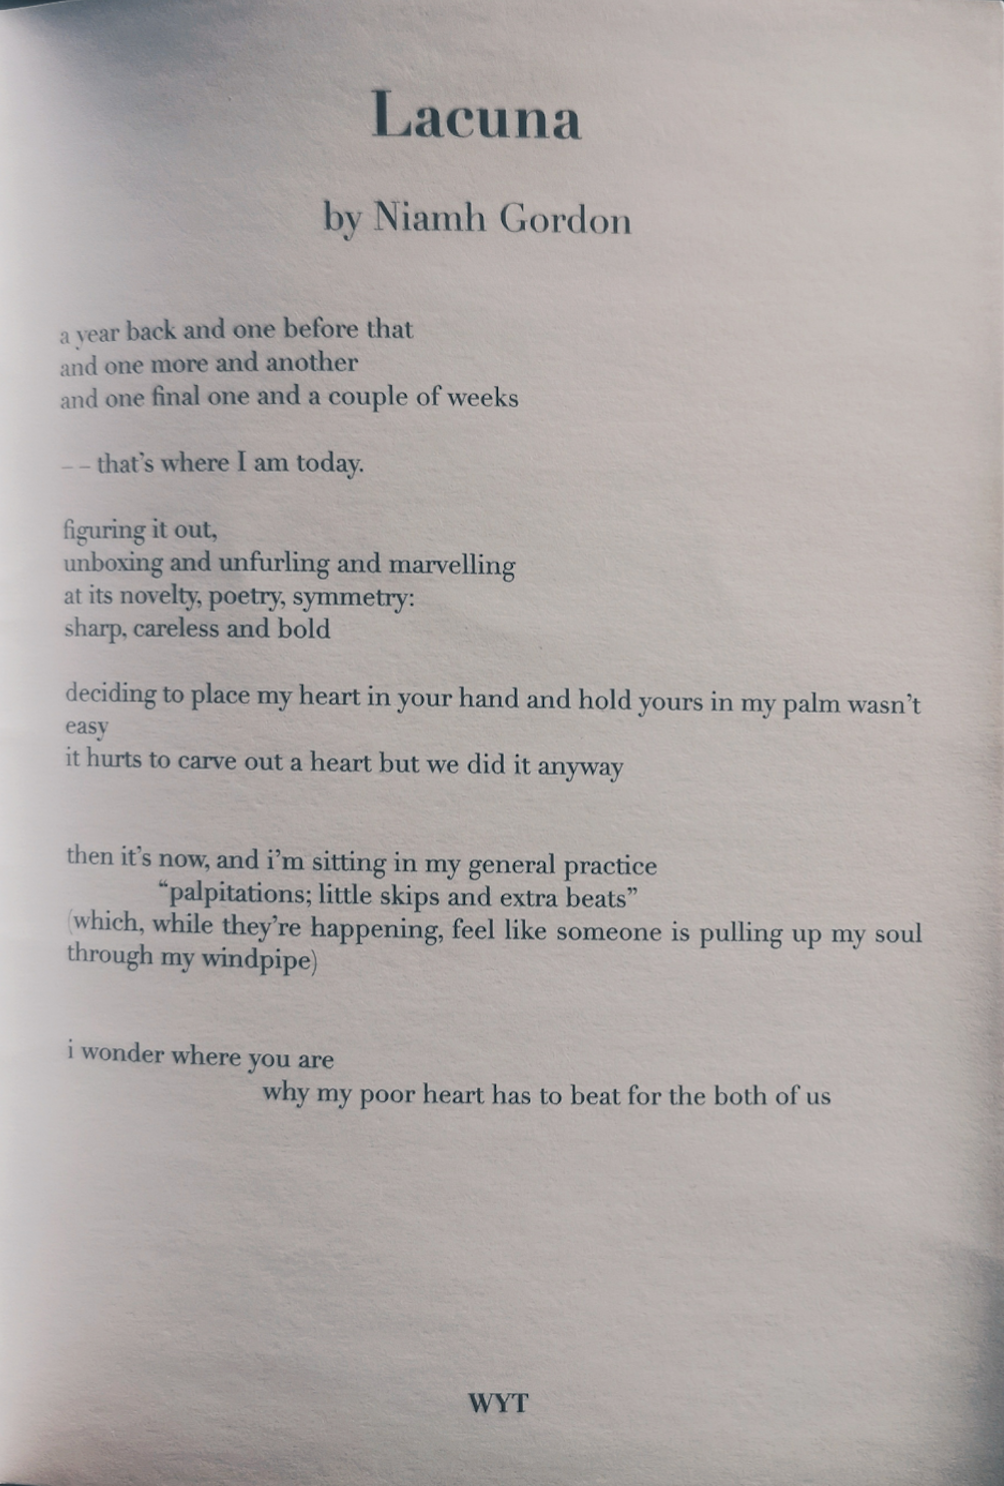 Lacuna
by Niamh Gordon
a year back and one before that
and one more and another
and one final one and a couple of weeks
– – that’s where I am today.
figuring it out,
unboxing and unfurling and marvelling
at its novelty, poetry, symmetry:
sharp, careless and bold
deciding to place my heart in your hand and hold yours in my palm wasn’t
easy
it hurts to carve out a heart but we did it anyway
then it’s now, and i’m sitting in my general practice
“palpitations; little skips and extra beats”
(which, while they’re happening, feel like someone is pulling up my soul
through my windpipe)
i wonder where you are
why my poor heart has to beat for the both of us
WYT